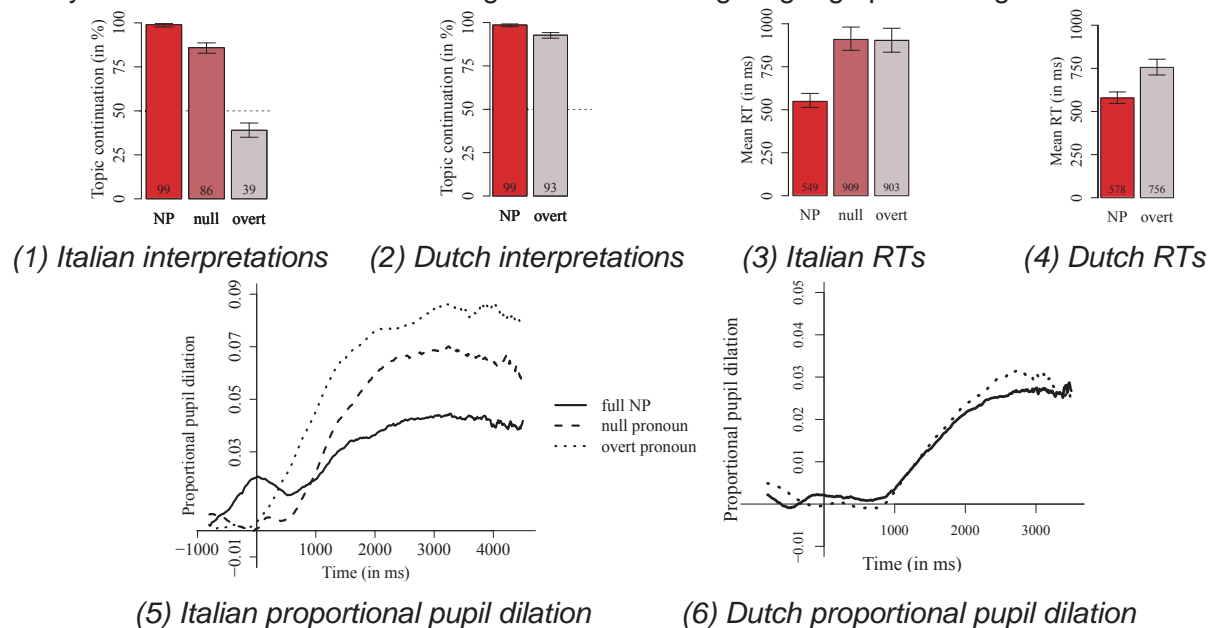 Topic continuation (in %)
100
75
50
25
0
99
86
39
NP null overt
(1) Italian interpretations
Topic continuation (in %)
100
75
50
25
0
99
93
NP overt
(2) Dutch interpretations
Mean RT (in ms)
1000
750
500
250
0
549
909
903
NP null overt
(3) Italian RTs
Mean RT (in ms)
1000
750
500
250
0
578
756
NP overt
(4) Dutch RTs
Proportional pupil dilation
0.09
0.07
0.05
0.03
−0.01
−1000 1000 2000 3000 4000
Time (in ms)
full NP
null pronoun
overt pronoun
(5) Italian proportional pupil dilation
Proportional pupil dilation
0.05
0.04
0.03
0.02
0.01
−0.01
1000 2000 3000
Time (in ms)
(6) Dutch proportional pupil dilation